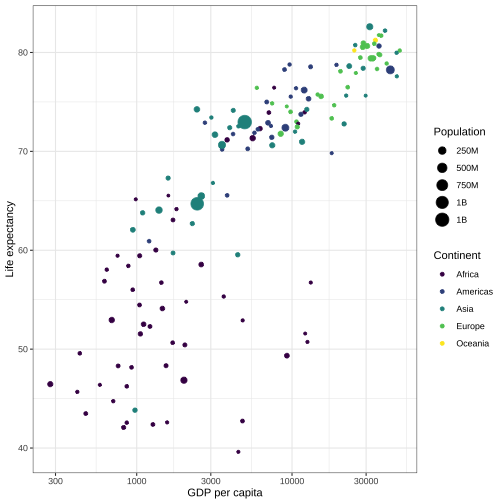 80
70
60
50
40
Life expectancy
300
1000
3000
10000
30000
GDP per capita
Population
250M
500M
750M
1B
1B
Continent
Africa
Americas
Asia
Europe
Oceania